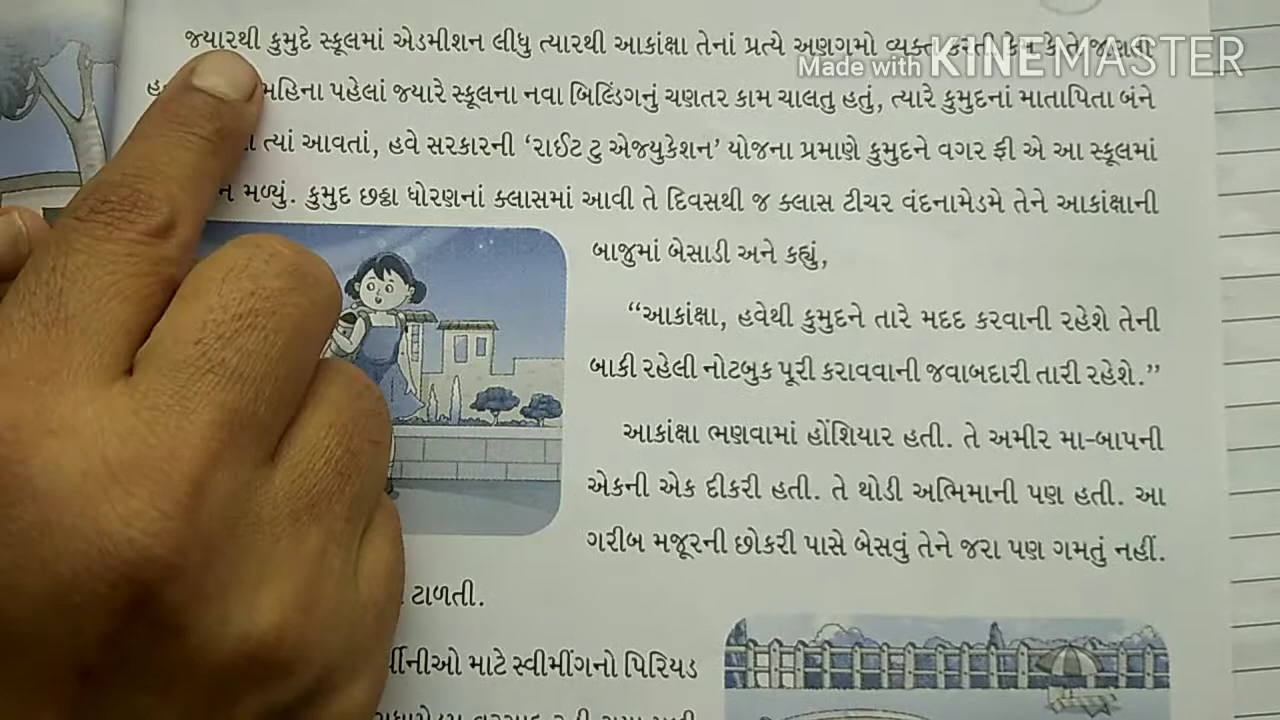 જ્યારથી કુમુદે સ્કૂલમાં એડમીશન લીધુ ત્યારથી આકાંક્ષા તેનાં પ્રત્યે અણગમો વ્યક્ત કરતી કેમ કે તે
Made with KINEMASTER
મહિના પહેલાં જ્યારે સ્કૂલના નવા બિલ્ડિંગનું ચણતર કામ ચાલતુ હતું, ત્યારે કુમુદનાં માતાપિતા બંને
ત્યાં આવતાં, હવે સરકારની ‘રાઈટ ટુ એજ્યુકેશન’ યોજના પ્રમાણે કુમુદને વગર ફી એ આ સ્કૂલમાં
મળ્યું. કુમુદ છઠ્ઠા ધોરણનાં ક્લાસમાં આવી તે દિવસથી જ ક્લાસ ટીચર વંદનામેડમે તેને આકાંક્ષાની
બાજુમાં બેસાડી અને કહ્યું,
“આકાંક્ષા, હવેથી કુમુદને તારે મદદ કરવાની રહેશે તેની
બાકી રહેલી નોટબુક પૂરી કરાવવાની જવાબદારી તારી રહેશે.”
આકાંક્ષા ભણવામાં હોંશિયાર હતી. તે અમીર મા-બાપની
એકની એક દીકરી હતી. તે થોડી અભિમાની પણ હતી. આ
ગરીબ મજૂરની છોકરી પાસે બેસવું તેને જરા પણ ગમતું નહીં.
ટાળતી.
માટે સ્વીમીંગનો પિરિયડ